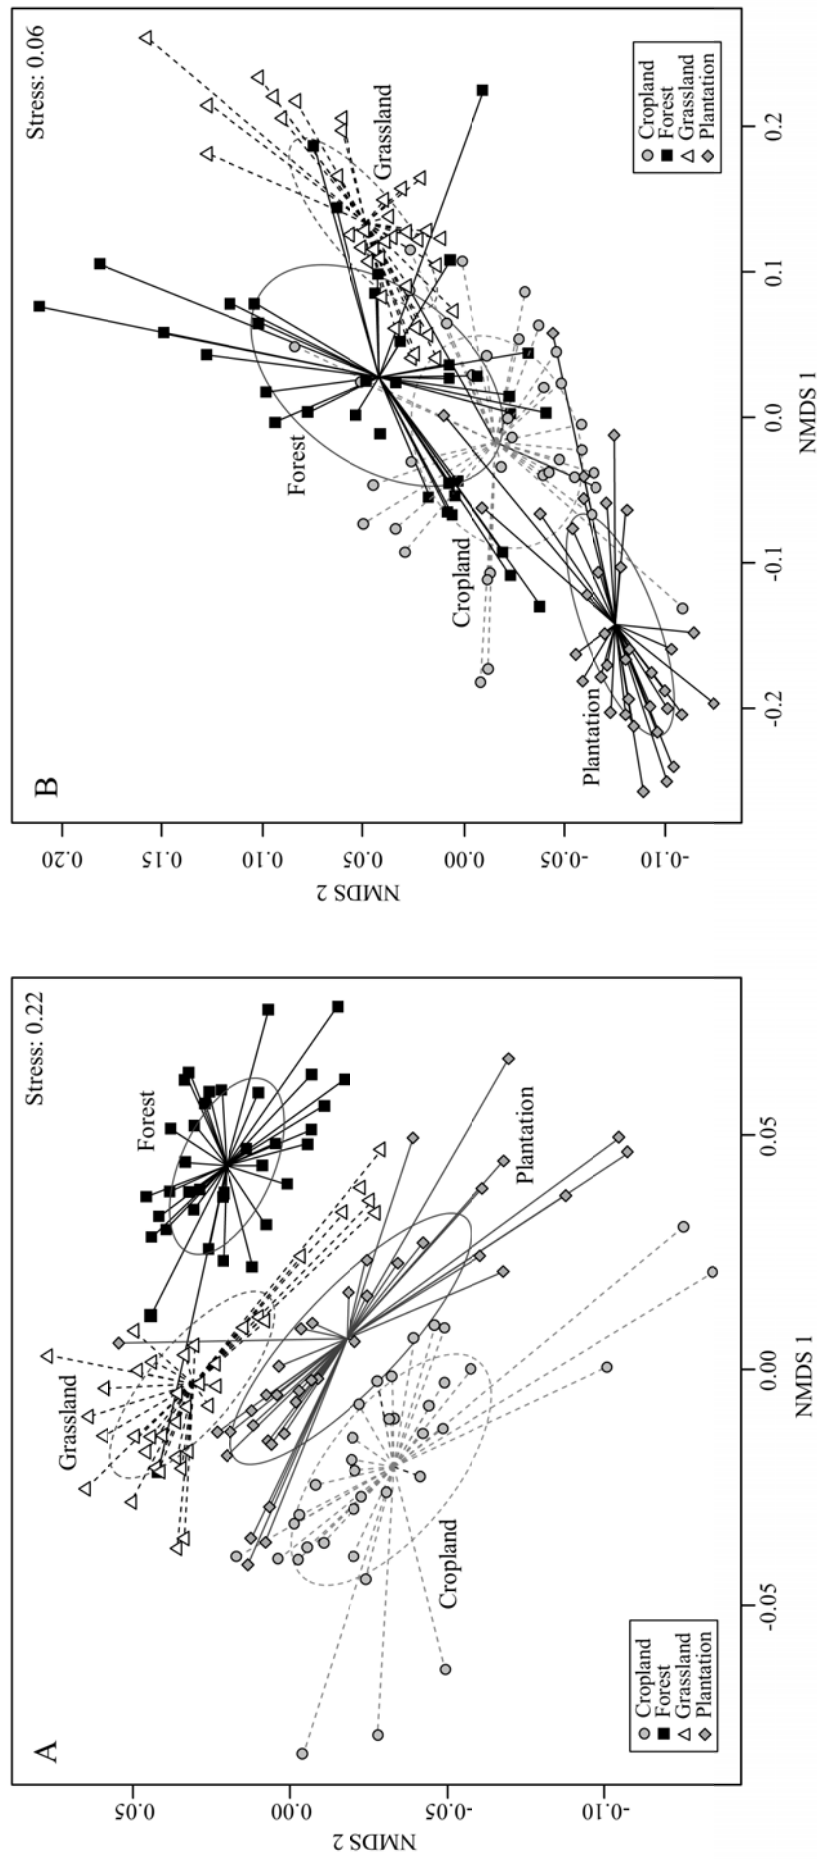 A
Stress: 0.22
Forest
Grassland
Plantation
Cropland
Cropland
Forest
Grassland
Plantation
NMDS 2
0.05
0.00
-0.05
-0.10
-0.05
0.00
0.05
NMDS 1
B
Stress: 0.06
Grassland
Forest
Cropland
Plantation
Cropland
Forest
Grassland
Plantation
NMDS 2
0.20
0.15
0.10
0.05
0.00
-0.05
-0.10
-0.2
-0.1
0.0
0.1
0.2
NMDS 1